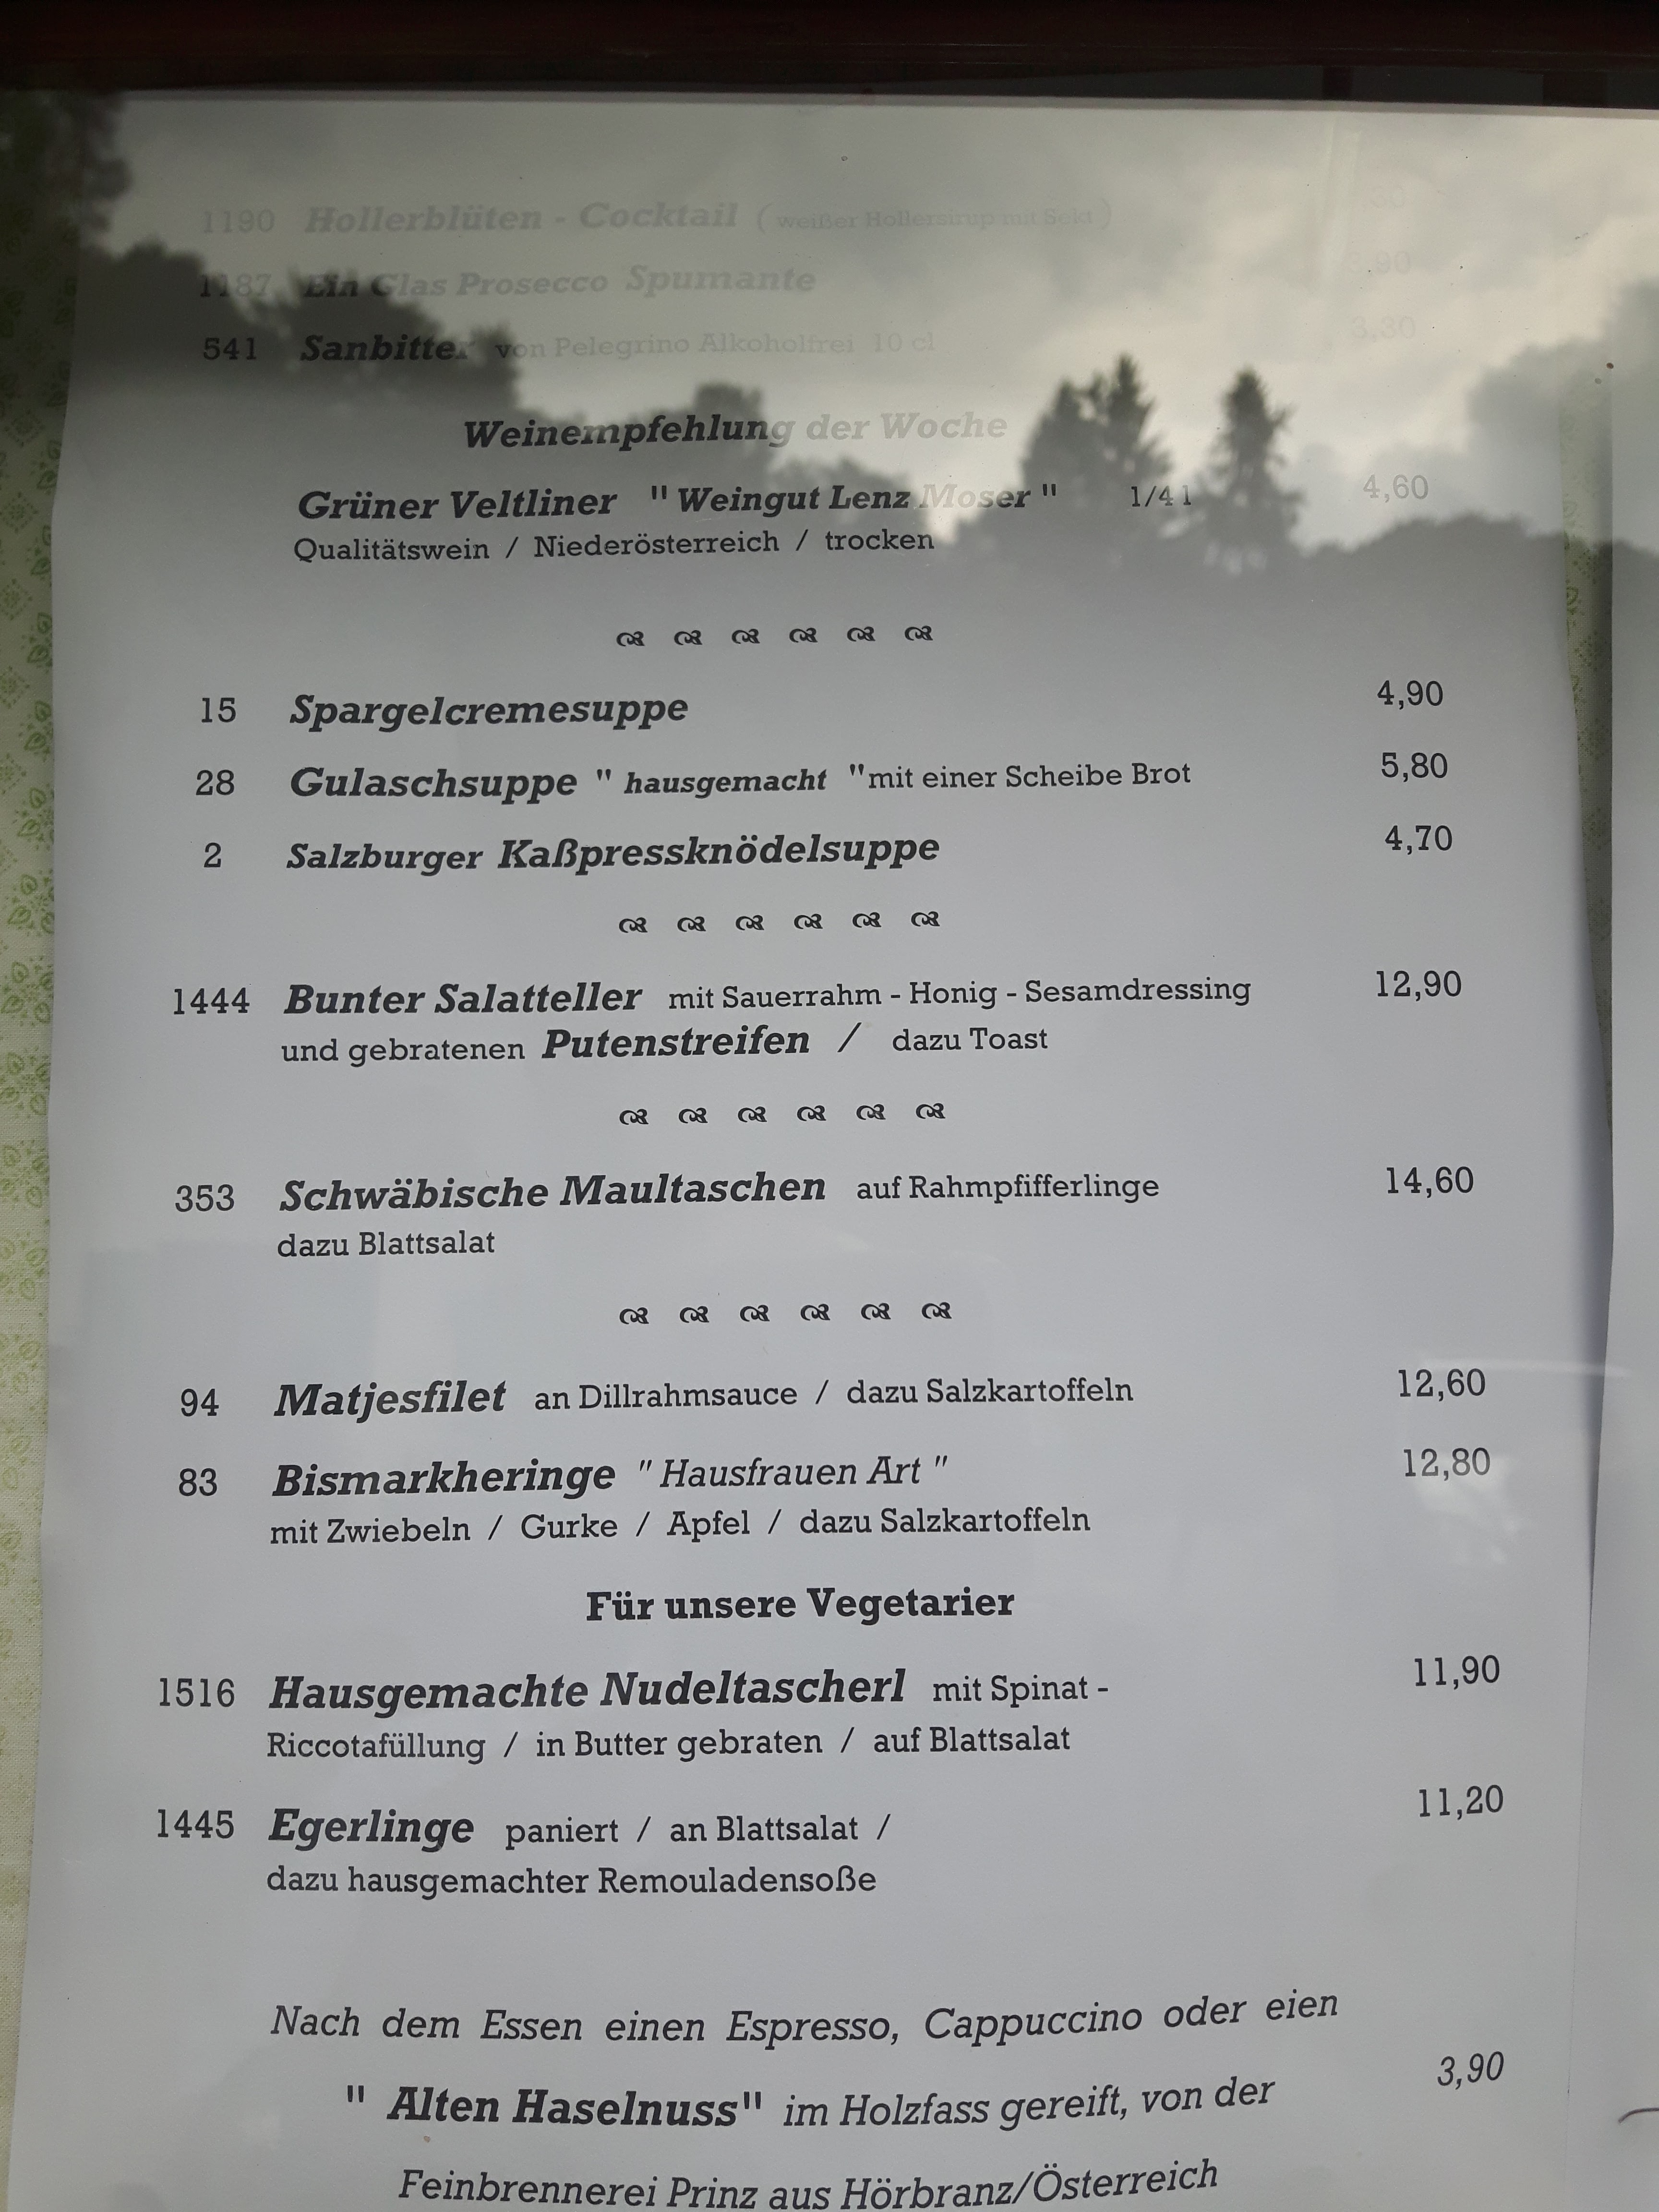 1190 Hollerblüten - Cocktail ( weißer Hollersirup mit Sekt )
1187 Ein Glas Prosecco Spumante 3,90
541 Sanbitter von Pelegrino Alkoholfrei 10 cl 3,30
Weinempfehlung der Woche
Grüner Veltliner " Weingut Lenz Moser " 1/4 l 4,60
Qualitätswein / Niederösterreich / trocken
15 Spargelcremesuppe 4,90
28 Gulaschsuppe " hausgemacht "mit einer Scheibe Brot 5,80
2 Salzburger Kaßpressknödelsuppe 4,70
1444 Bunter Salatteller mit Sauerrahm - Honig - Sesamdressing 12,90
und gebratenen Putenstreifen / dazu Toast
353 Schwäbische Maultaschen auf Rahmpfifferlinge 14,60
dazu Blattsalat
94 Matjesfilet an Dillrahmsauce / dazu Salzkartoffeln 12,60
83 Bismarkheringe " Hausfrauen Art " 12,80
mit Zwiebeln / Gurke / Apfel / dazu Salzkartoffeln
Für unsere Vegetarier
1516 Hausgemachte Nudeltascherl mit Spinat - 11,90
Riccotafüllung / in Butter gebraten / auf Blattsalat
1445 Egerlinge paniert / an Blattsalat / 11,20
dazu hausgemachter Remouladensoße
Nach dem Essen einen Espresso, Cappuccino oder eien
" Alten Haselnuss" im Holzfass gereift, von der 3,90
Feinbrennerei Prinz aus Hörbranz/Österreich